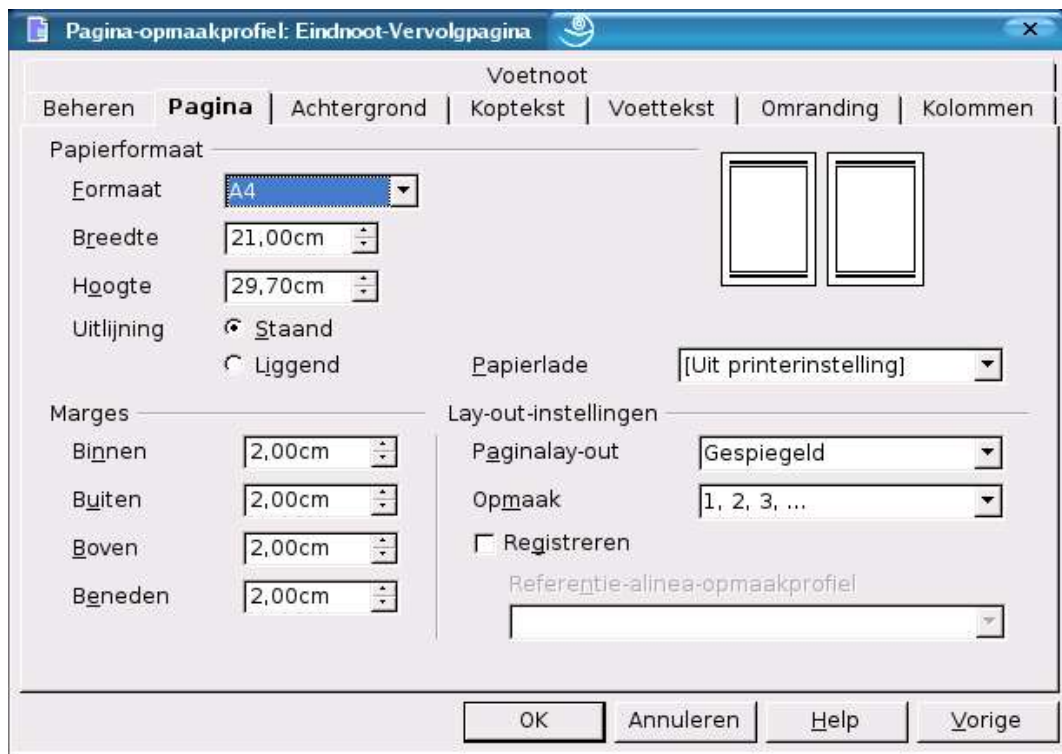 Pagina-opmaakprofiel: Eindnoot-Vervolgpagina
Voetnoot
Beheren Pagina Achtergrond Koptekst Voettekst Omranding Kolommen
Papierformaat
Formaat A4
Breedte 21,00cm
Hoogte 29,70cm
Uitlijning Staand
Liggend Papierlade [Uit printerinstelling]
Marges Lay-out-instellingen
Binnen 2,00cm Paginalay-out Gespiegeld
Buiten 2,00cm Opmaak 1, 2, 3, ...
Boven 2,00cm Registreren
Referentie-alinea-opmaakprofiel
Beneden 2,00cm
OK Annuleren Help Vorige